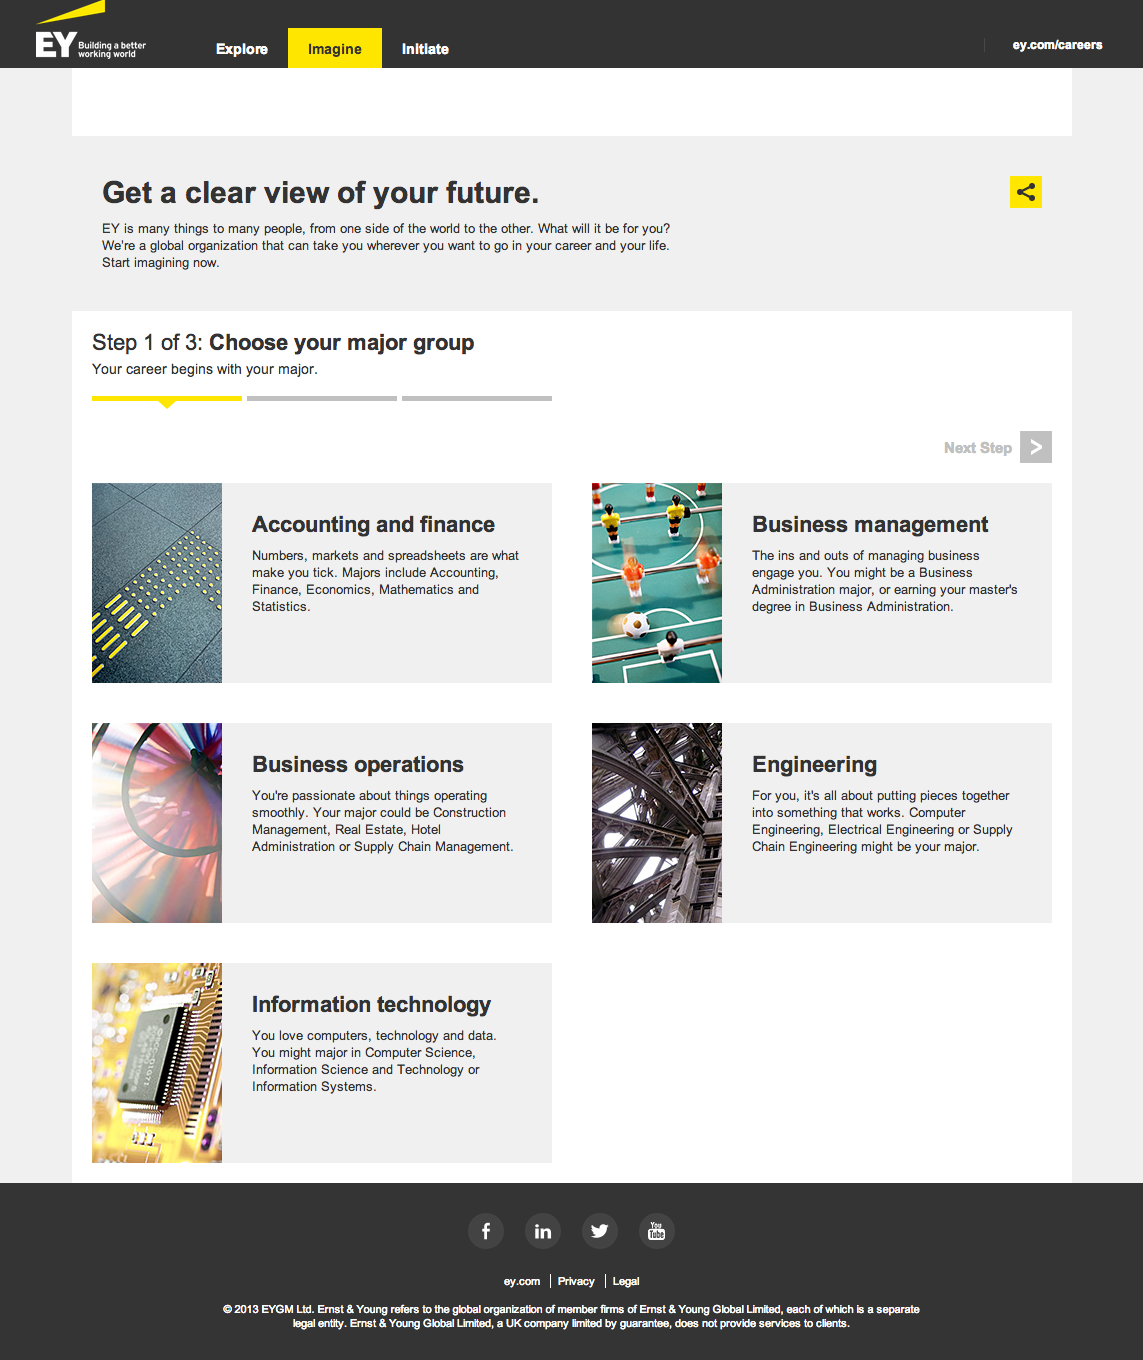 EY Building a better
working world
Explore
Imagine
Initiate
ey.com/careers
Get a clear view of your future.
EY is many things to many people, from one side of the world to the other. What will it be for you?
We're a global organization that can take you wherever you want to go in your career and your life.
Start imagining now.
Step 1 of 3: Choose your major group
Your career begins with your major.
Next Step
Accounting and finance
Numbers, markets and spreadsheets are what
make you tick. Majors include Accounting,
Finance, Economics, Mathematics and
Statistics.
Business management
The ins and outs of managing business
engage you. You might be a Business
Administration major, or earning your master's
degree in Business Administration.
Business operations
You're passionate about things operating
smoothly. Your major could be Construction
Management, Real Estate, Hotel
Administration or Supply Chain Management.
Engineering
For you, it's all about putting pieces together
into something that works. Computer
Engineering, Electrical Engineering or Supply
Chain Engineering might be your major.
Information technology
You love computers, technology and data.
You might major in Computer Science,
Information Science and Technology or
Information Systems.
You
Tube
ey.com | Privacy | Legal
© 2013 EYGM Ltd. Ernst & Young refers to the global organization of member firms of Ernst & Young Global Limited, each of which is a separate
legal entity. Ernst & Young Global Limited, a UK company limited by guarantee, does not provide services to clients.